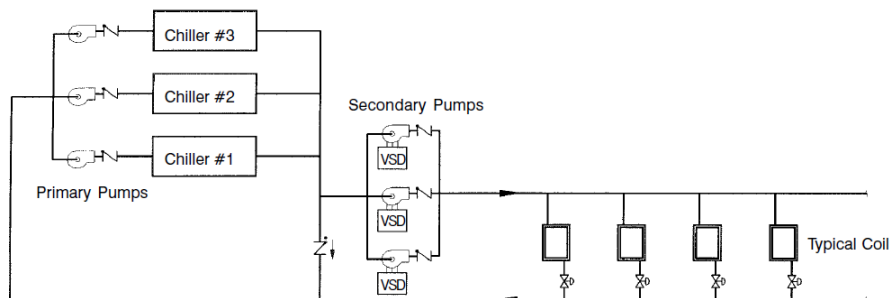 Chiller #3
Chiller #2
Secondary Pumps
Chiller #1
VSD
Primary Pumps
VSD
Typical Coil
VSD